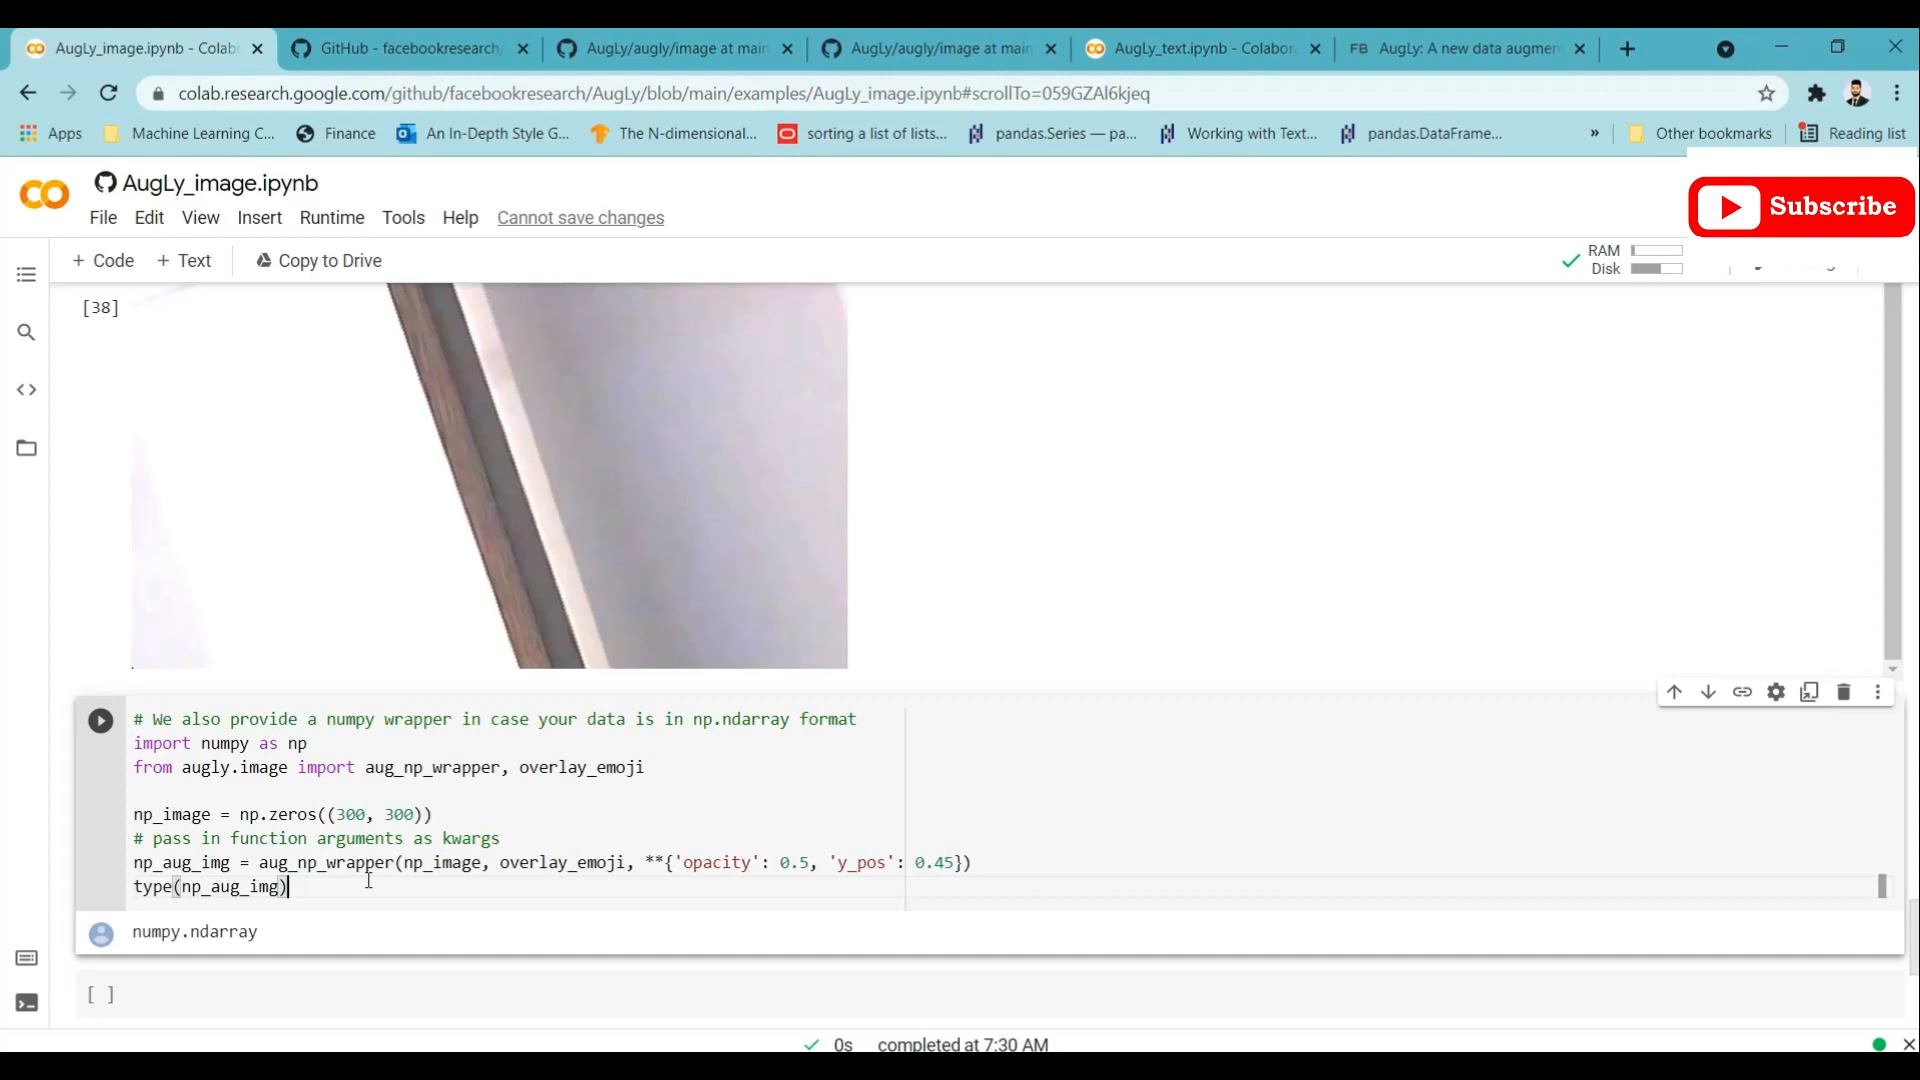 AugLy_image.ipynb - Colab
GitHub - facebookresearch/
AugLy/augly/image at main
AugLy/augly/image at main
AugLy_text.ipynb - Colabor
FB
AugLy: A new data augmen
colab.research.google.com/github/facebookresearch/AugLy/blob/main/examples/AugLy_image.ipynb#scrollTo=059GZAl6kjeq
Apps
Machine Learning C...
Finance
An In-Depth Style G...
The N-dimensional...
sorting a list of lists...
pandas.Series — pa...
Working with Text...
pandas.DataFrame...
»
Other bookmarks
Reading list
AugLy_image.ipynb
File Edit View Insert Runtime Tools Help Cannot save changes
Subscribe
+ Code + Text Copy to Drive
RAM
Disk
[38]
# We also provide a numpy wrapper in case your data is in np.ndarray format
import numpy as np
from augly.image import aug_np_wrapper, overlay_emoji
np_image = np.zeros((300, 300))
# pass in function arguments as kwargs
np_aug_img = aug_np_wrapper(np_image, overlay_emoji, **{'opacity': 0.5, 'y_pos': 0.45})
type(np_aug_img)
numpy.ndarray
[ ]
0s completed at 7:30 AM